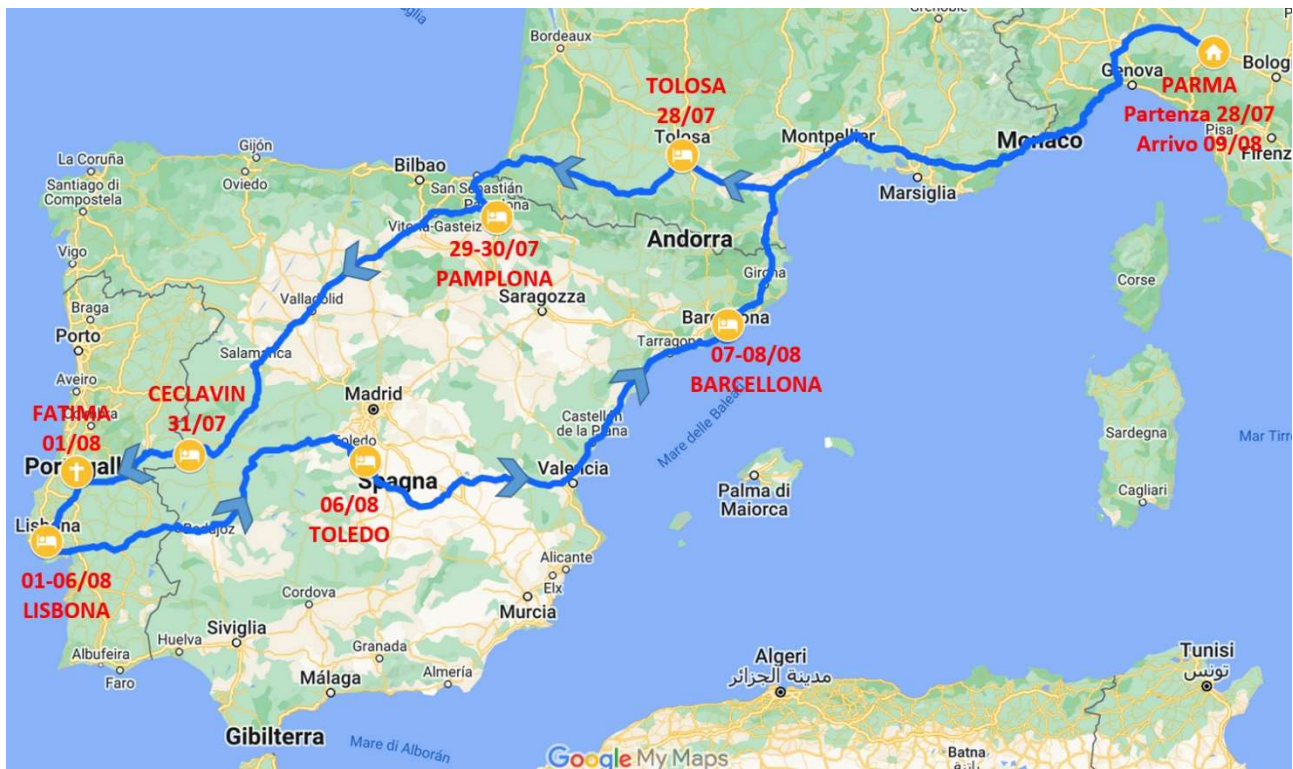 Bordeaux
Grenoble
Genova
Bologn
PARMA
Partenza 28/07
Arrivo 09/08
Pisa
Firenz
TOLOSA
28/07
Tolosa
Montpellier
Monaco
Marsiglia
Gijón
La Coruña
Oviedo
Santiago di
Compostela
Bilbao
San Sebastián
Vitoria-Gasteiz
Andorra
29-30/07
PAMPLONA
Vigo
Girona
Corse
Saragozza
Valladolid
Braga
Porto
Barcellona
Tarragona
Salamanca
07-08/08
BARCELLONA
Aveiro
CECLAVIN
31/07
Madrid
FATIMA
01/08
Castellón
de la Plana
Mare delle Baleari
Sardegna
Mar Tirre
Toledo
Portogall
Valencia
Spagna
Palma di
Maiorca
Cagliari
06/08
TOLEDO
Lisbona
Badajoz
01-06/08
LISBONA
Alicante
Elx
Cordova
Murcia
Siviglia
Huelva
Albufeira
Faro
Granada
Almería
Algeri
مدينة الجزائر
Tunisi
تونس
Málaga
Gibilterra
Mare di Alborán
Google My Maps
Batna
باتنة